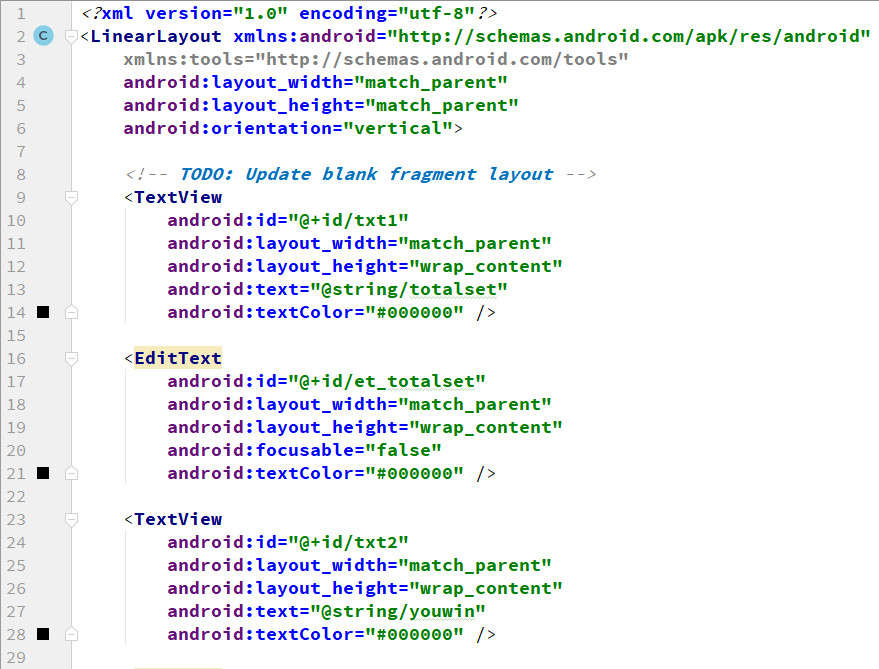 1 <?xml version="1.0" encoding="utf-8"?>
2 C <LinearLayout xmlns:android="http://schemas.android.com/apk/res/android"
3     xmlns:tools="http://schemas.android.com/tools"
4     android:layout_width="match_parent"
5     android:layout_height="match_parent"
6     android:orientation="vertical">
7
8     <!-- TODO: Update blank fragment layout -->
9     <TextView
10         android:id="@+id/txt1"
11         android:layout_width="match_parent"
12         android:layout_height="wrap_content"
13         android:text="@string/totalset"
14         android:textColor="#000000" />
15
16     <EditText
17         android:id="@+id/et_totalset"
18         android:layout_width="match_parent"
19         android:layout_height="wrap_content"
20         android:focusable="false"
21         android:textColor="#000000" />
22
23     <TextView
24         android:id="@+id/txt2"
25         android:layout_width="match_parent"
26         android:layout_height="wrap_content"
27         android:text="@string/youwin"
28         android:textColor="#000000" />
29